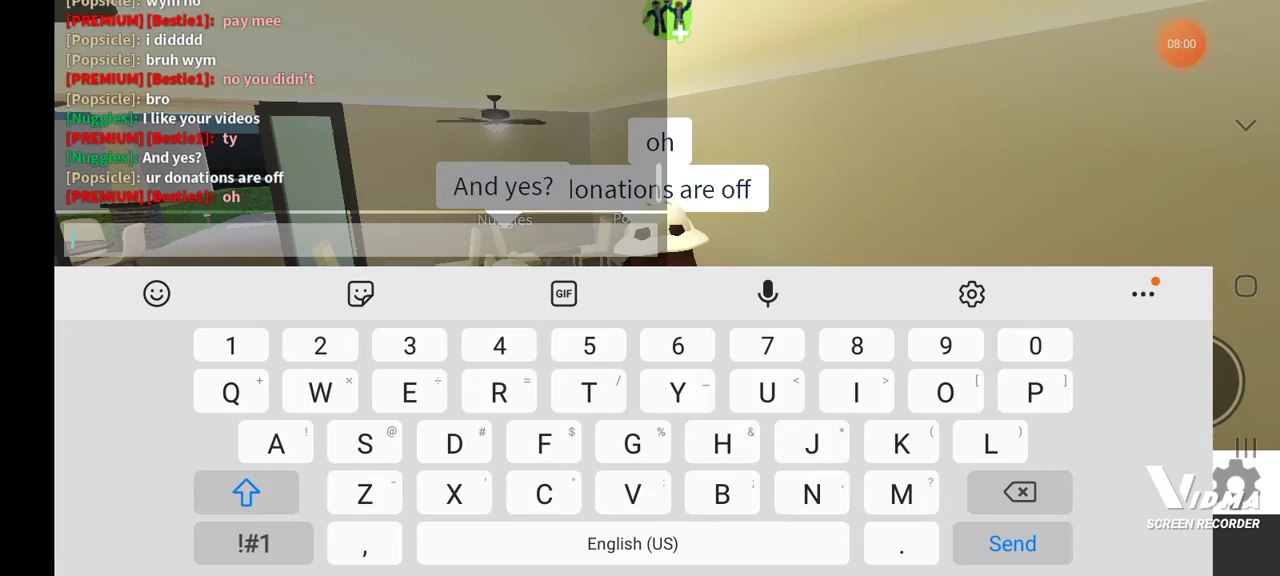 [Popsicle]: wym no
[PREMIUM] [Bestie1]: pay mee
[Popsicle]: i didddd
[Popsicle]: bruh wym
[PREMIUM] [Bestie1]: no you didn't
[Popsicle]: bro
[Nuggies]: I like your videos
[PREMIUM] [Bestie1]: ty
[Nuggies]: And yes?
[Popsicle]: ur donations are off
[PREMIUM] [Bestie1]: oh
08:00
oh
And yes?
lonations are off
Nuggies
Po
GIF
1 2 3 4 5 6 7 8 9 0
Q + W × E ÷ R = T / Y _ U < I > O [ P ]
A ! S @ D # F $ G % H & J * K ( L )
Z - X ' C " V : B ; N , M ?
!#1 , English (US) . Send
VIDMA
SCREEN RECORDER